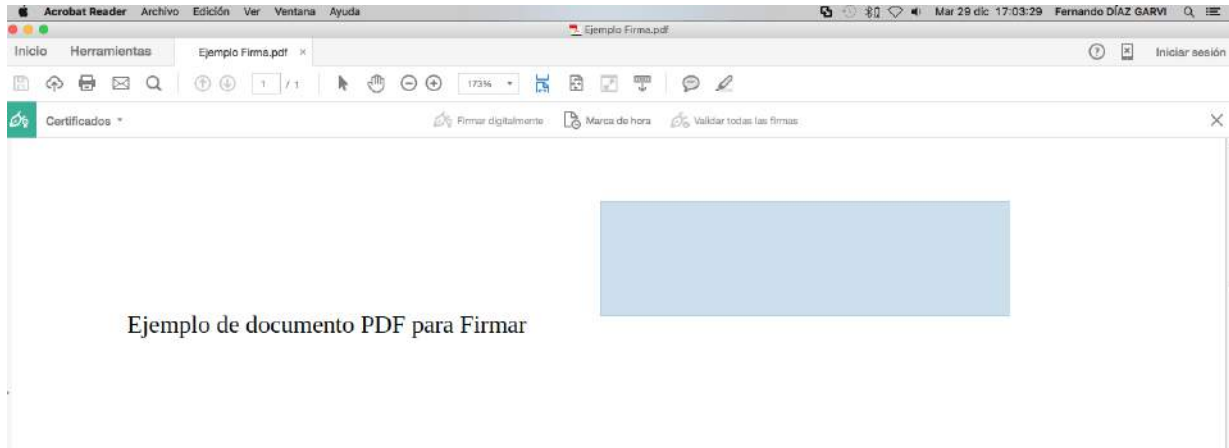 Acrobat Reader Archivo Edición Ver Ventana Ayuda Mar 29 dic 17:03:29 Fernando DÍAZ GARVI
Ejemplo Firma.pdf
Inicio Herramientas Ejemplo Firma.pdf × Iniciar sesión
1 / 1 173%
Certificados Firmar digitalmente Marca de hora Validar todas las firmas
Ejemplo de documento PDF para Firmar